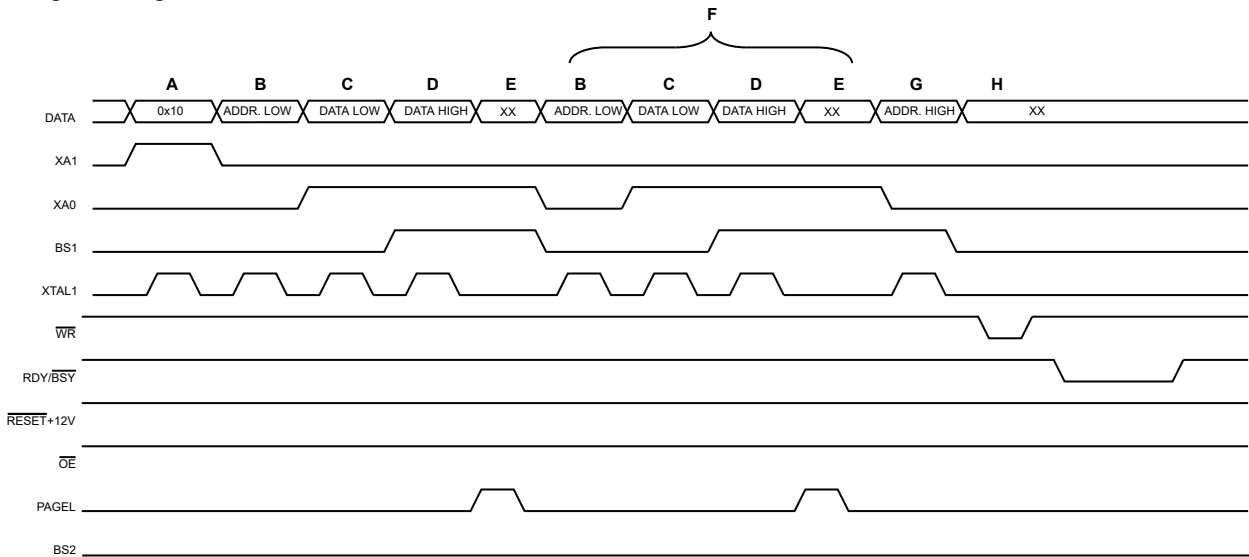 F
A B C D E B C D E G H
DATA 0x10 ADDR. LOW DATA LOW DATA HIGH XX ADDR. LOW DATA LOW DATA HIGH XX ADDR. HIGH XX
XA1
XA0
BS1
XTAL1
WR
RDY/BSY
RESET+12V
OE
PAGEL
BS2